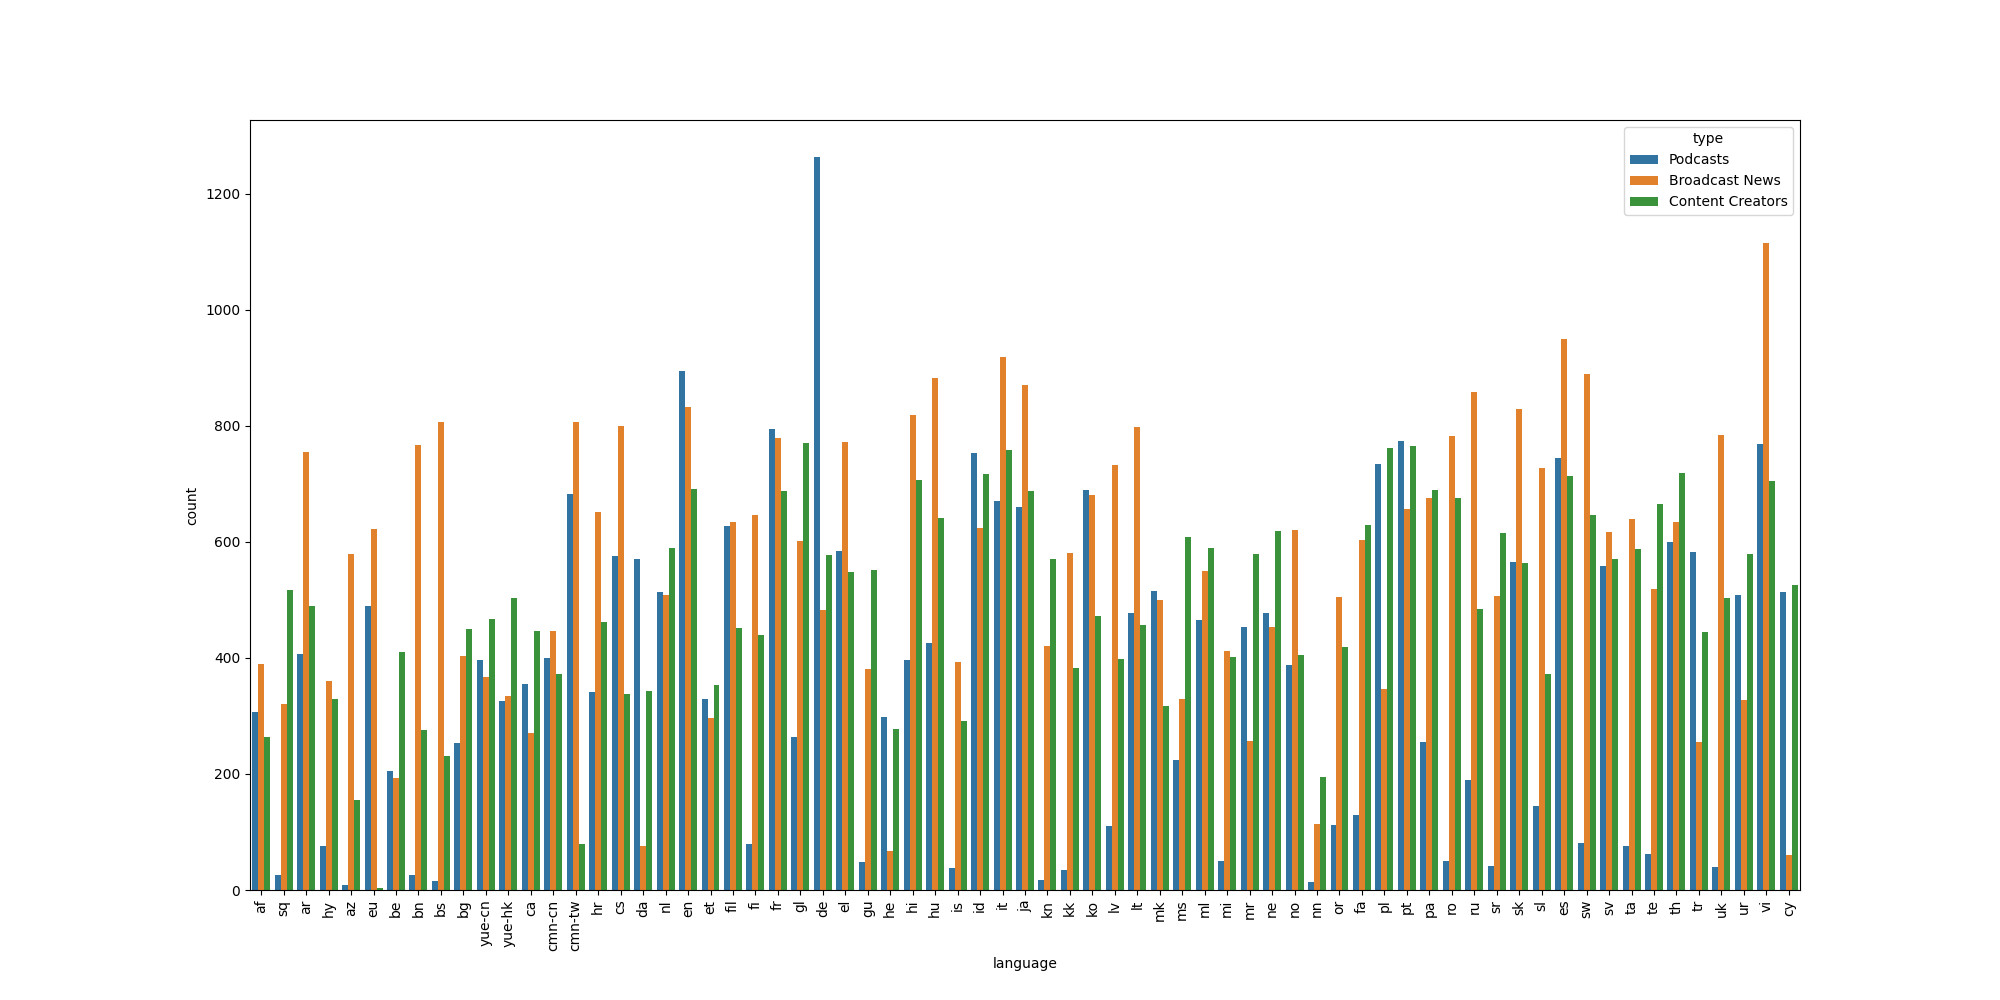 type
Podcasts
Broadcast News
Content Creators
1200
1000
800
600
400
200
0
count
af sq ar hy az eu be bn bs bg yue-cn yue-hk ca cmn-cn cmn-tw hr cs da nl en et fil fi fr gl de el gu he hi hu is id it ja kn kk ko lv lt mk ms ml mi mr ne no nn or fa pl pt pa ro ru sr sk sl es sw sv ta te th tr uk ur vi cy
language